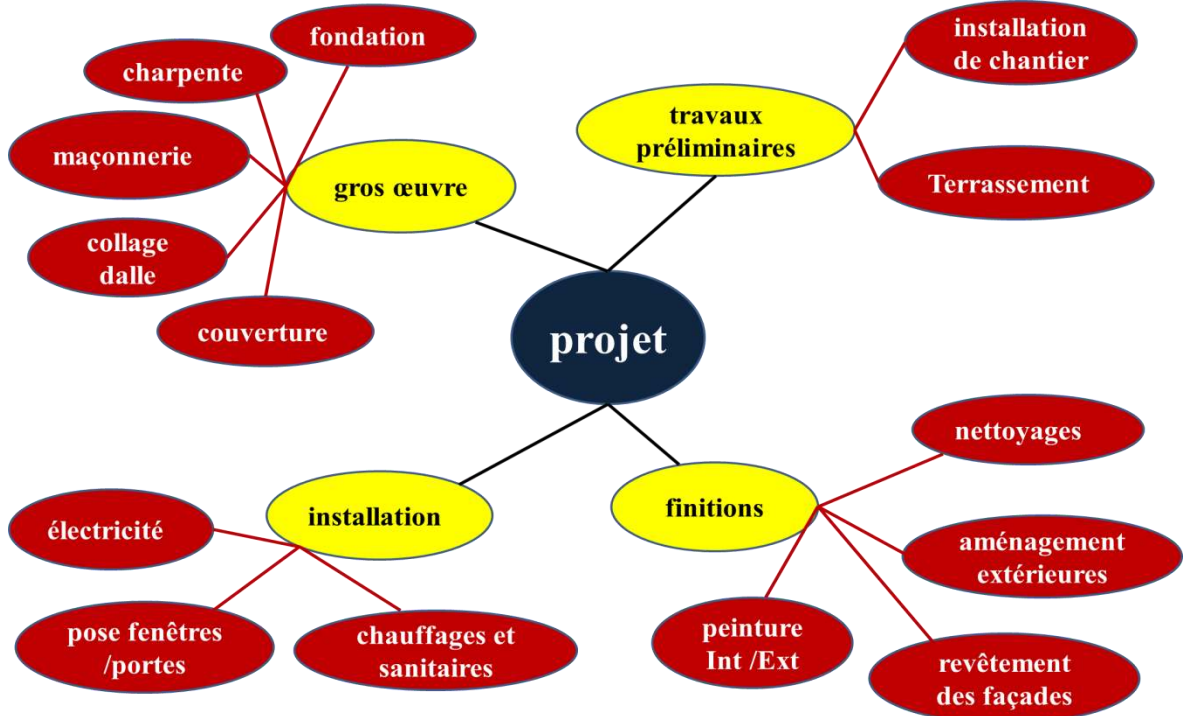 fondation
charpente
maçonnerie
collage
dalle
couverture
gros œuvre
travaux
préliminaires
installation
de chantier
Terrassement
projet
installation
électricité
pose fenêtres
/portes
chauffages et
sanitaires
finitions
nettoyages
aménagement
extérieures
revêtement
des façades
peinture
Int /Ext